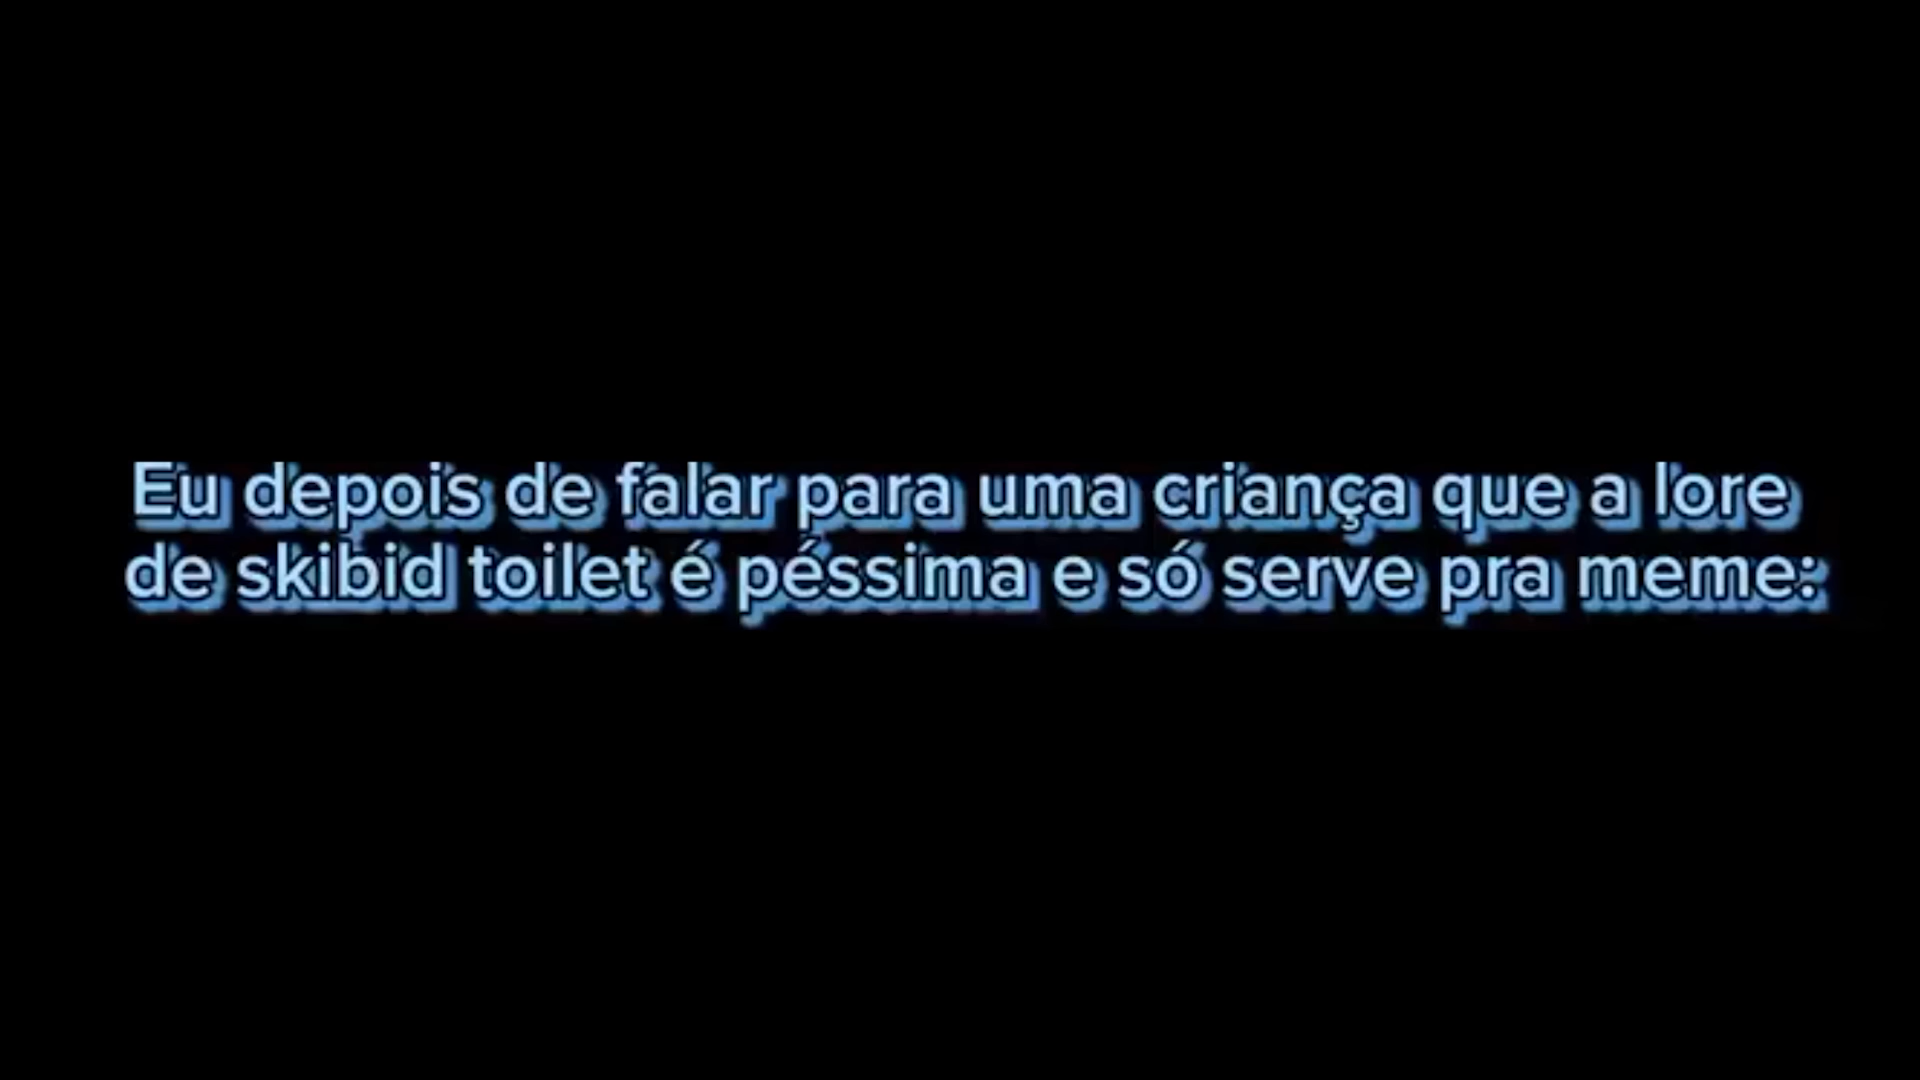 Eu depois de falar para uma criança que a lore
de skibid toilet é péssima e só serve pra meme: